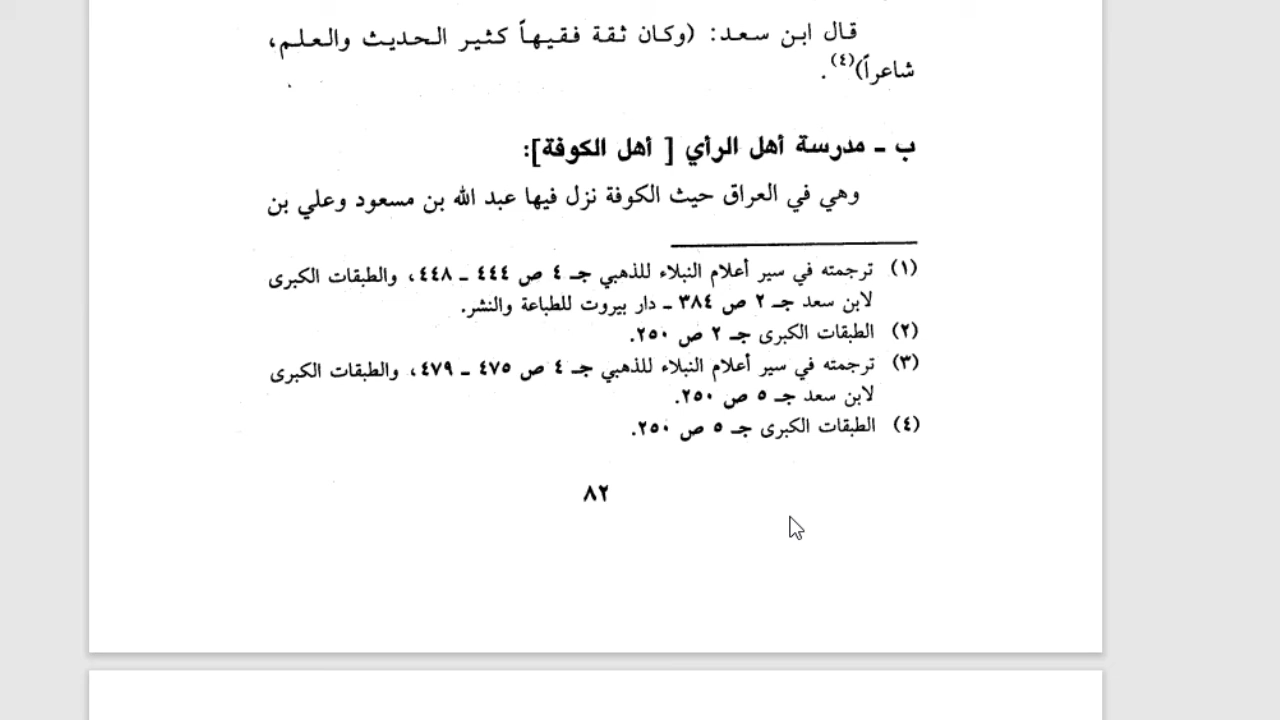 قال ابن سعد: (وكان ثقة فقيهاً كثير الحديث والعلم،
شاعراً)(٤).
ب ـ مدرسة أهل الرأي [ أهل الكوفة]:
وهي في العراق حيث الكوفة نزل فيها عبد الله بن مسعود وعلي بن
(١) ترجمته في سير أعلام النبلاء للذهبي جـ ٤ ص ٤٤٤ ـ ٤٤٨، والطبقات الكبرى
لابن سعد جـ ٢ ص ٣٨٤ ـ دار بيروت للطباعة والنشر.
(٢) الطبقات الكبرى جـ ٢ ص ٢٥٠.
(٣) ترجمته في سير أعلام النبلاء للذهبي جـ ٤ ص ٤٧٥ ـ ٤٧٩، والطبقات الكبرى
لابن سعد جـ ٥ ص ٢٥٠.
(٤) الطبقات الكبرى جـ ٥ ص ٢٥٠.
٨٢